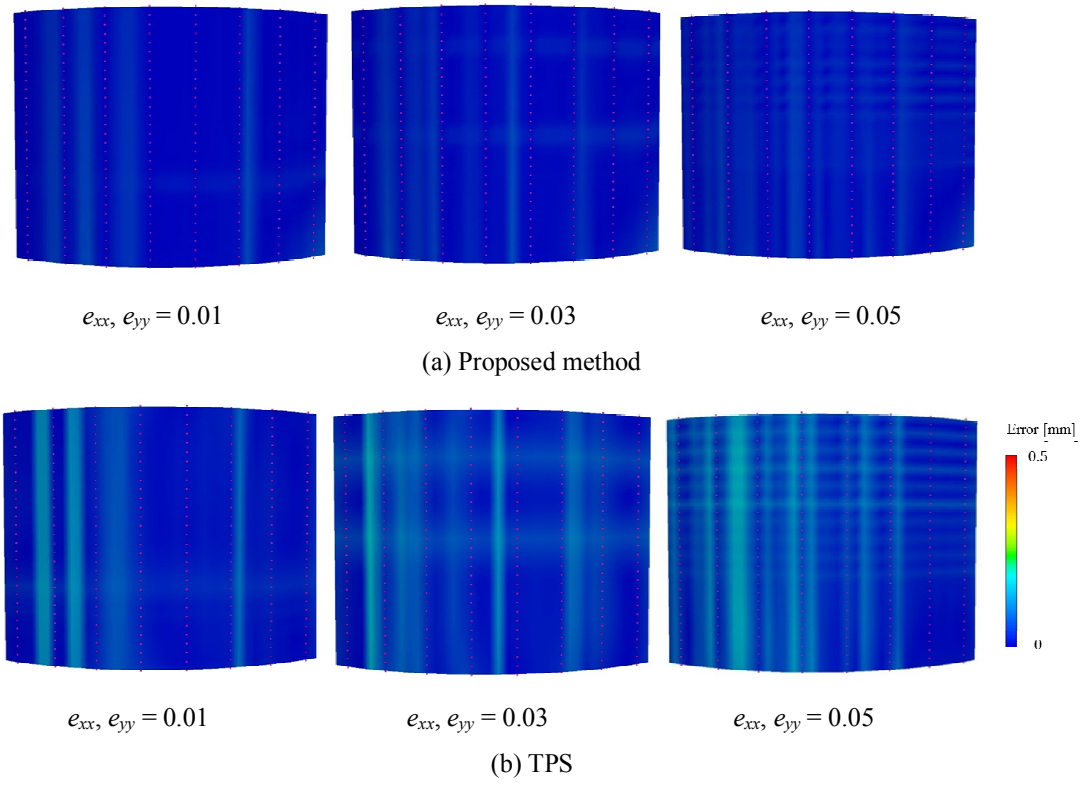 exx, eyy = 0.01
exx, eyy = 0.03
exx, eyy = 0.05
(a) Proposed method
Error [mm]
0.5
0
exx, eyy = 0.01
exx, eyy = 0.03
exx, eyy = 0.05
(b) TPS